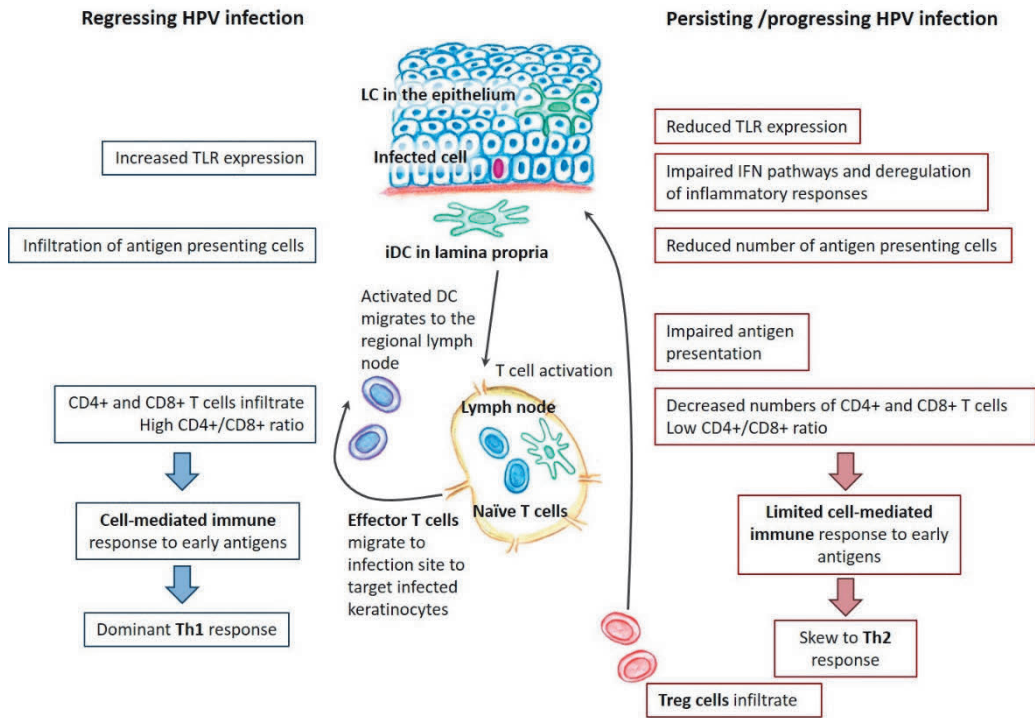 Regressing HPV infection
Persisting /progressing HPV infection
LC in the epithelium
Infected cell
iDC in lamina propria
Increased TLR expression
Infiltration of antigen presenting cells
CD4+ and CD8+ T cells infiltrate
High CD4+/CD8+ ratio
Cell-mediated immune
response to early antigens
Dominant Th1 response
Activated DC
migrates to the
regional lymph
node
T cell activation
Lymph node
Naïve T cells
Effector T cells
migrate to
infection site to
target infected
keratinocytes
Reduced TLR expression
Impaired IFN pathways and deregulation
of inflammatory responses
Reduced number of antigen presenting cells
Impaired antigen
presentation
Decreased numbers of CD4+ and CD8+ T cells
Low CD4+/CD8+ ratio
Limited cell-mediated
immune response to early
antigens
Skew to Th2
response
Treg cells infiltrate